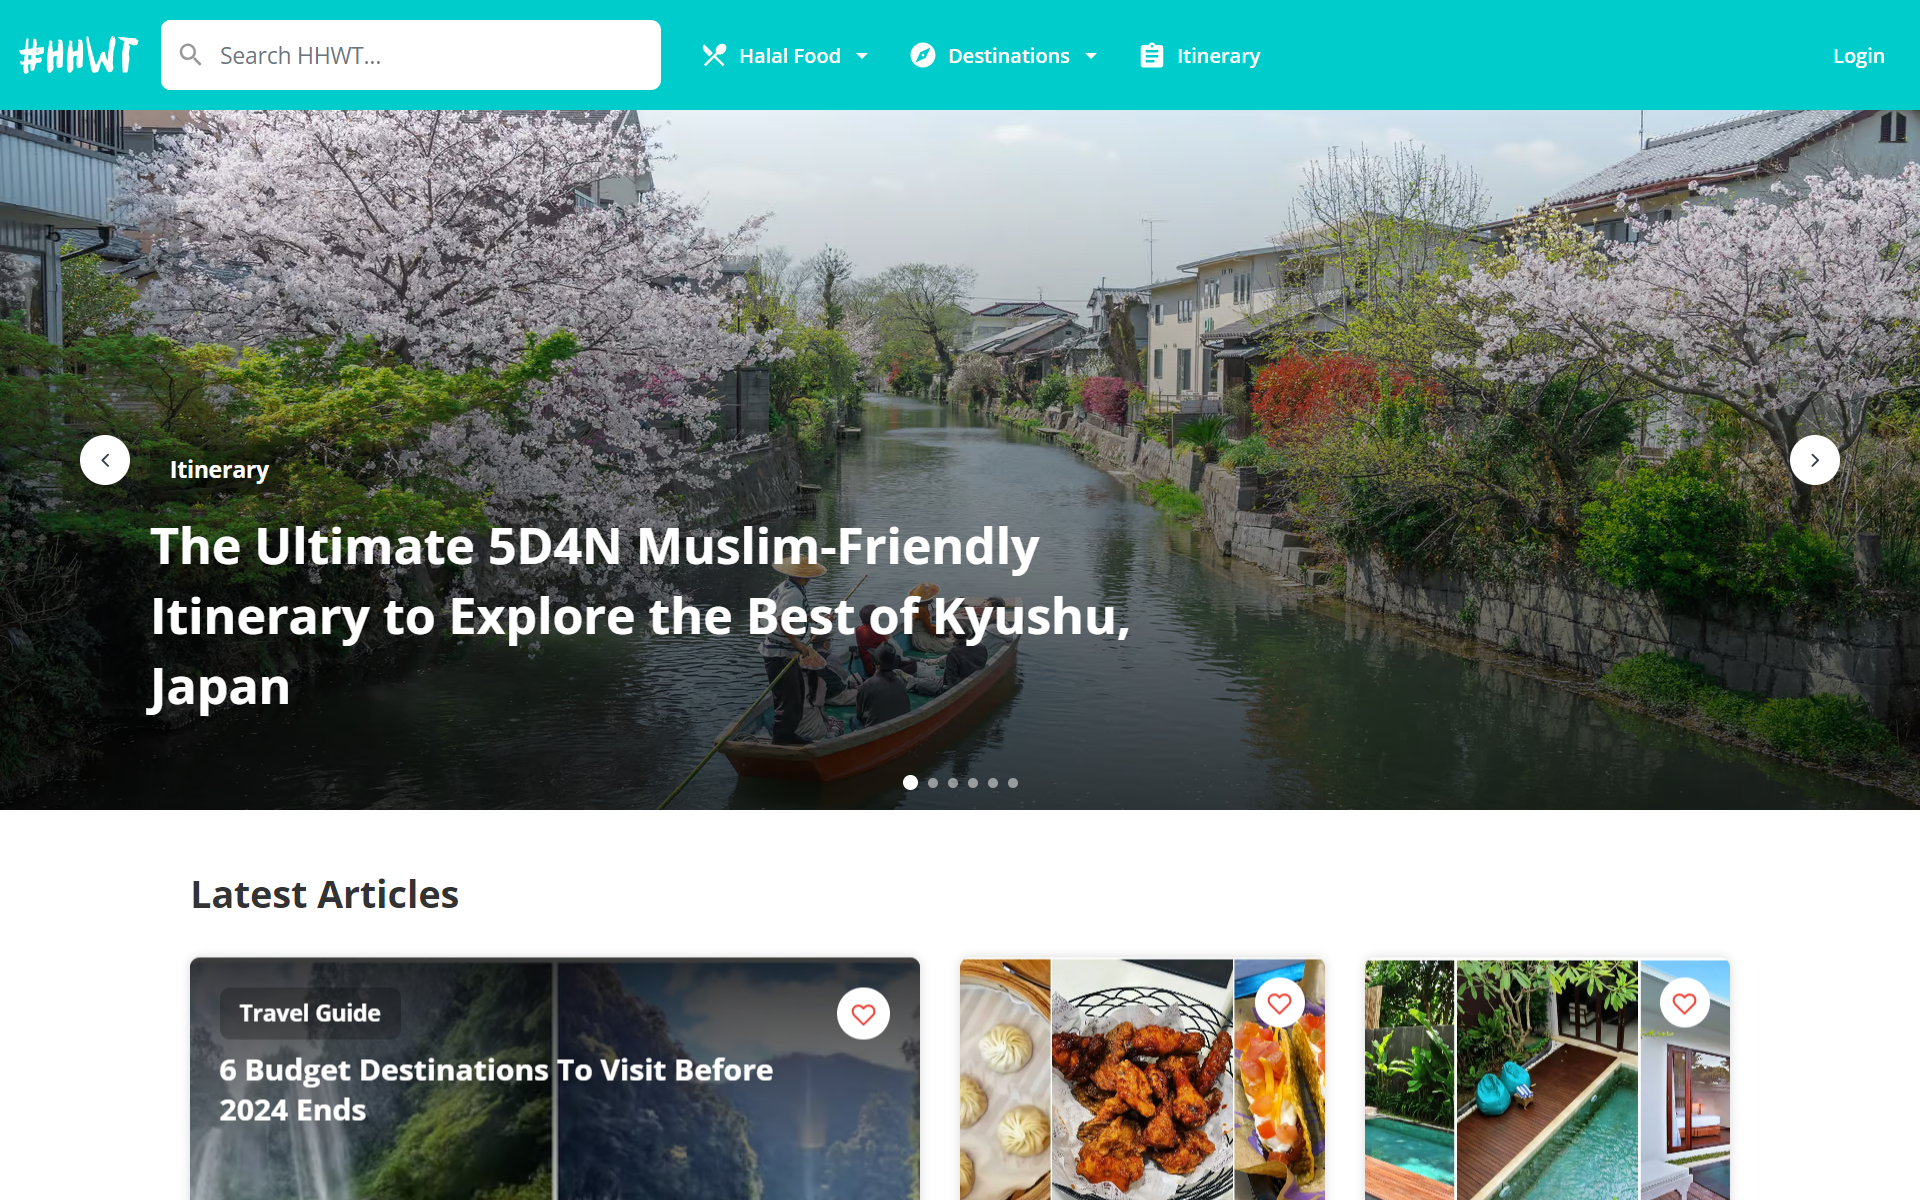 #HHWT
Search HHWT...
Halal Food
Destinations
Itinerary
Login
Itinerary
The Ultimate 5D4N Muslim-Friendly
Itinerary to Explore the Best of Kyushu,
Japan
Latest Articles
Travel Guide
6 Budget Destinations To Visit Before
2024 Ends